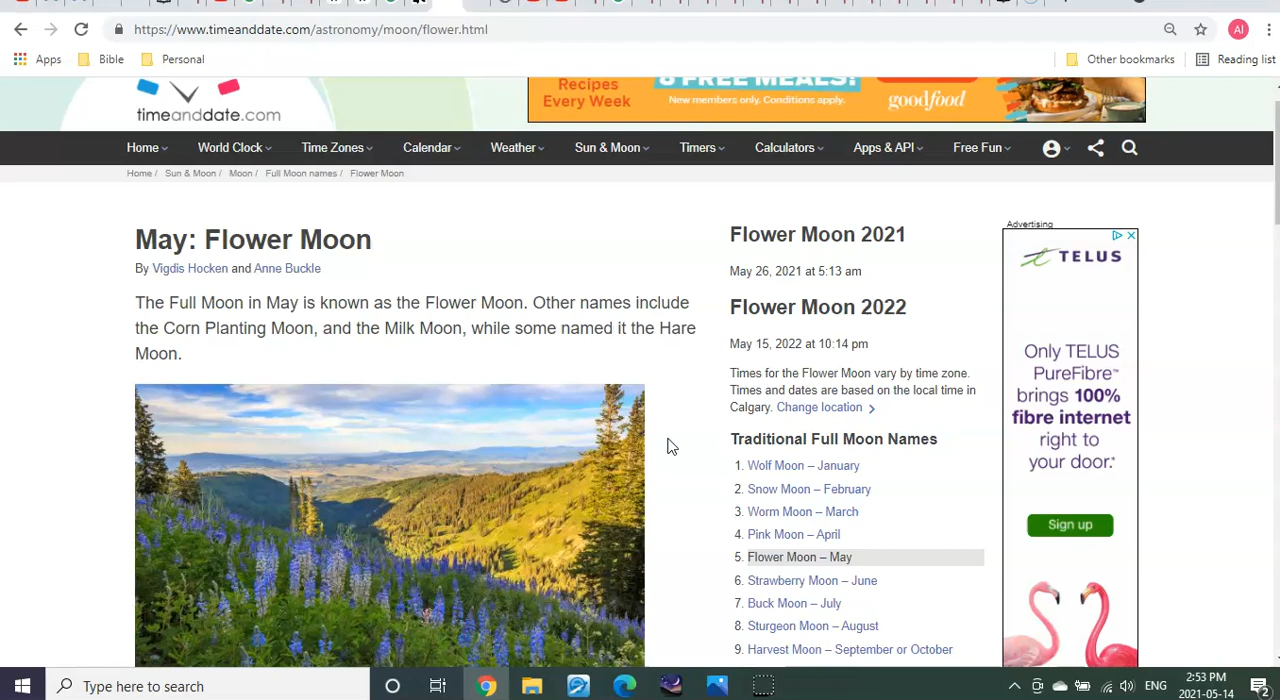 https://www.timeanddate.com/astronomy/moon/flower.html
AI
Apps Bible Personal Other bookmarks Reading list
timeanddate.com
Recipes
Every Week
8 FREE MEALS!
New members only. Conditions apply.
goodfood
Home World Clock Time Zones Calendar Weather Sun & Moon Timers Calculators Apps & API Free Fun
Home / Sun & Moon / Moon / Full Moon names / Flower Moon
May: Flower Moon
By Vigdis Hocken and Anne Buckle
The Full Moon in May is known as the Flower Moon. Other names include
the Corn Planting Moon, and the Milk Moon, while some named it the Hare
Moon.
Flower Moon 2021
May 26, 2021 at 5:13 am
Flower Moon 2022
May 15, 2022 at 10:14 pm
Times for the Flower Moon vary by time zone.
Times and dates are based on the local time in
Calgary. Change location
Traditional Full Moon Names
1. Wolf Moon – January
2. Snow Moon – February
3. Worm Moon – March
4. Pink Moon – April
5. Flower Moon – May
6. Strawberry Moon – June
7. Buck Moon – July
8. Sturgeon Moon – August
9. Harvest Moon – September or October
Advertising
TELUS
Only TELUS
PureFibre™
brings 100%
fibre internet
right to
your door.*
Sign up
Type here to search
ENG
2:53 PM
2021-05-14
2